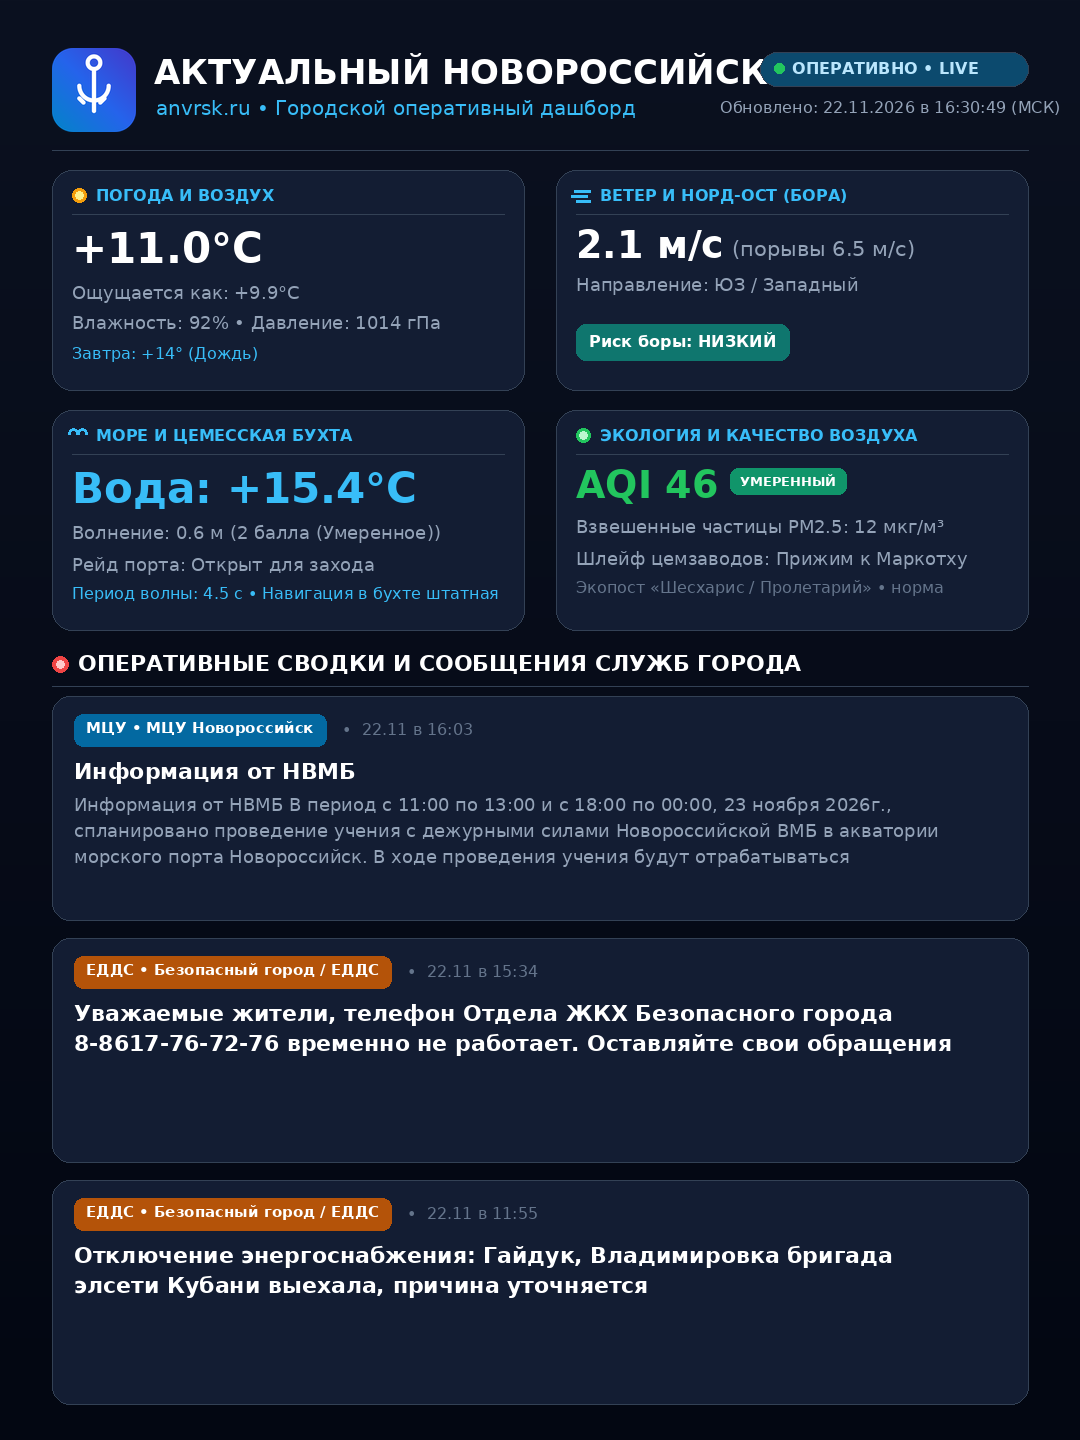 АКТУАЛЬНЫЙ НОВОРОССИЙСК
ОПЕРАТИВНО • LIVE
anvrsk.ru • Городской оперативный дашборд
Обновлено: 22.11.2026 в 16:30:49 (МСК)
ПОГОДА И ВОЗДУХ
+11.0°C
Ощущается как: +9.9°C
Влажность: 92% • Давление: 1014 гПа
Завтра: +14° (Дождь)
ВЕТЕР И НОРД-ОСТ (БОРА)
2.1 м/с (порывы 6.5 м/с)
Направление: ЮЗ / Западный
Риск боры: НИЗКИЙ
МОРЕ И ЦЕМЕССКАЯ БУХТА
Вода: +15.4°C
Волнение: 0.6 м (2 балла (Умеренное))
Рейд порта: Открыт для захода
Период волны: 4.5 с • Навигация в бухте штатная
ЭКОЛОГИЯ И КАЧЕСТВО ВОЗДУХА
AQI 46 УМЕРЕННЫЙ
Взвешенные частицы PM2.5: 12 мкг/м³
Шлейф цемзаводов: Прижим к Маркотху
Экопост «Шесхарис / Пролетарий» • норма
ОПЕРАТИВНЫЕ СВОДКИ И СООБЩЕНИЯ СЛУЖБ ГОРОДА
МЦУ • МЦУ Новороссийск • 22.11 в 16:03
Информация от НВМБ
Информация от НВМБ В период с 11:00 по 13:00 и с 18:00 по 00:00, 23 ноября 2026г.,
спланировано проведение учения с дежурными силами Новороссийской ВМБ в акватории
морского порта Новороссийск. В ходе проведения учения будут отрабатываться
ЕДДС • Безопасный город / ЕДДС • 22.11 в 15:34
Уважаемые жители, телефон Отдела ЖКХ Безопасного города
8-8617-76-72-76 временно не работает. Оставляйте свои обращения
ЕДДС • Безопасный город / ЕДДС • 22.11 в 11:55
Отключение энергоснабжения: Гайдук, Владимировка бригада
элсети Кубани выехала, причина уточняется